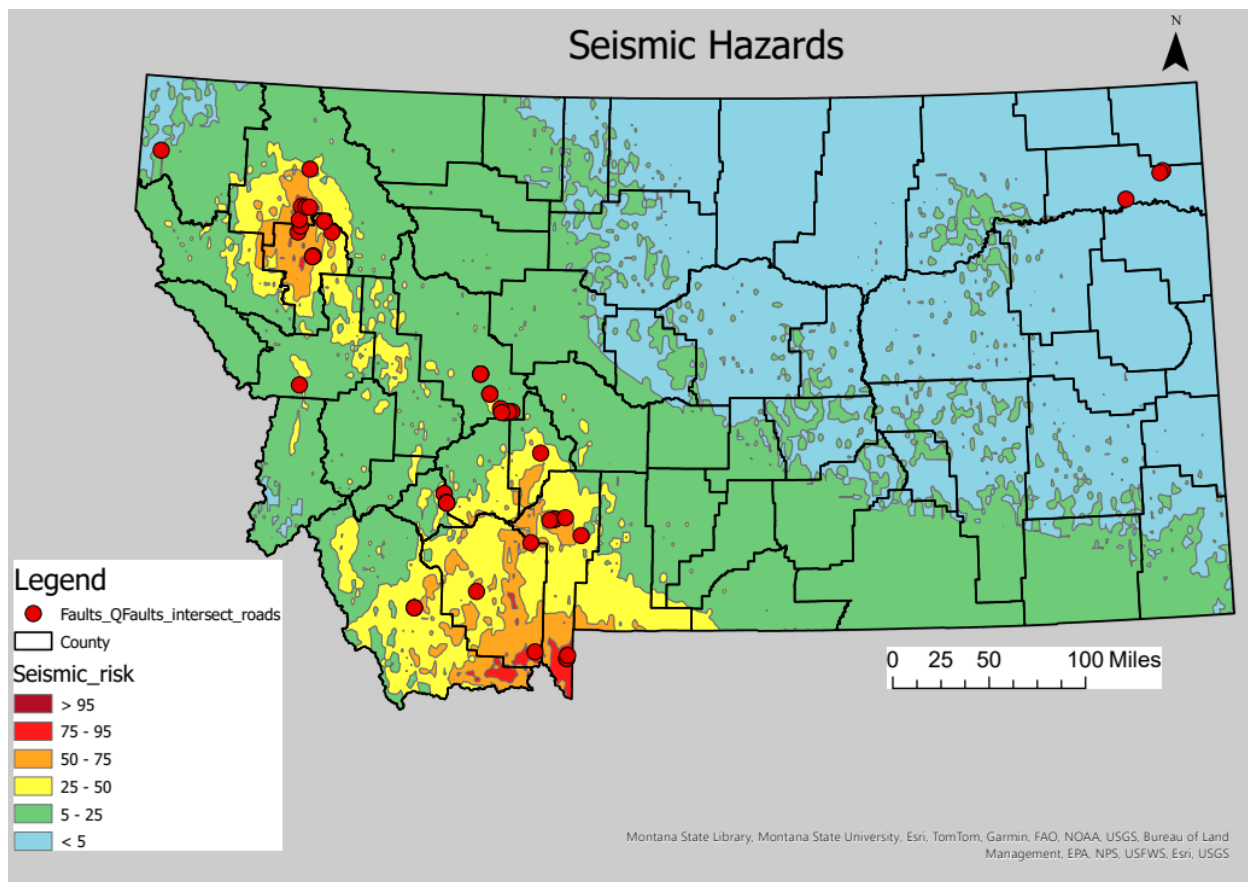 Seismic Hazards
N
Legend
Faults_QFaults_intersect_roads
County
Seismic_risk
> 95
75 - 95
50 - 75
25 - 50
5 - 25
< 5
0 25 50 100 Miles
Montana State Library, Montana State University, Esri, TomTom, Garmin, FAO, NOAA, USGS, Bureau of Land
Management, EPA, NPS, USFWS, Esri, USGS